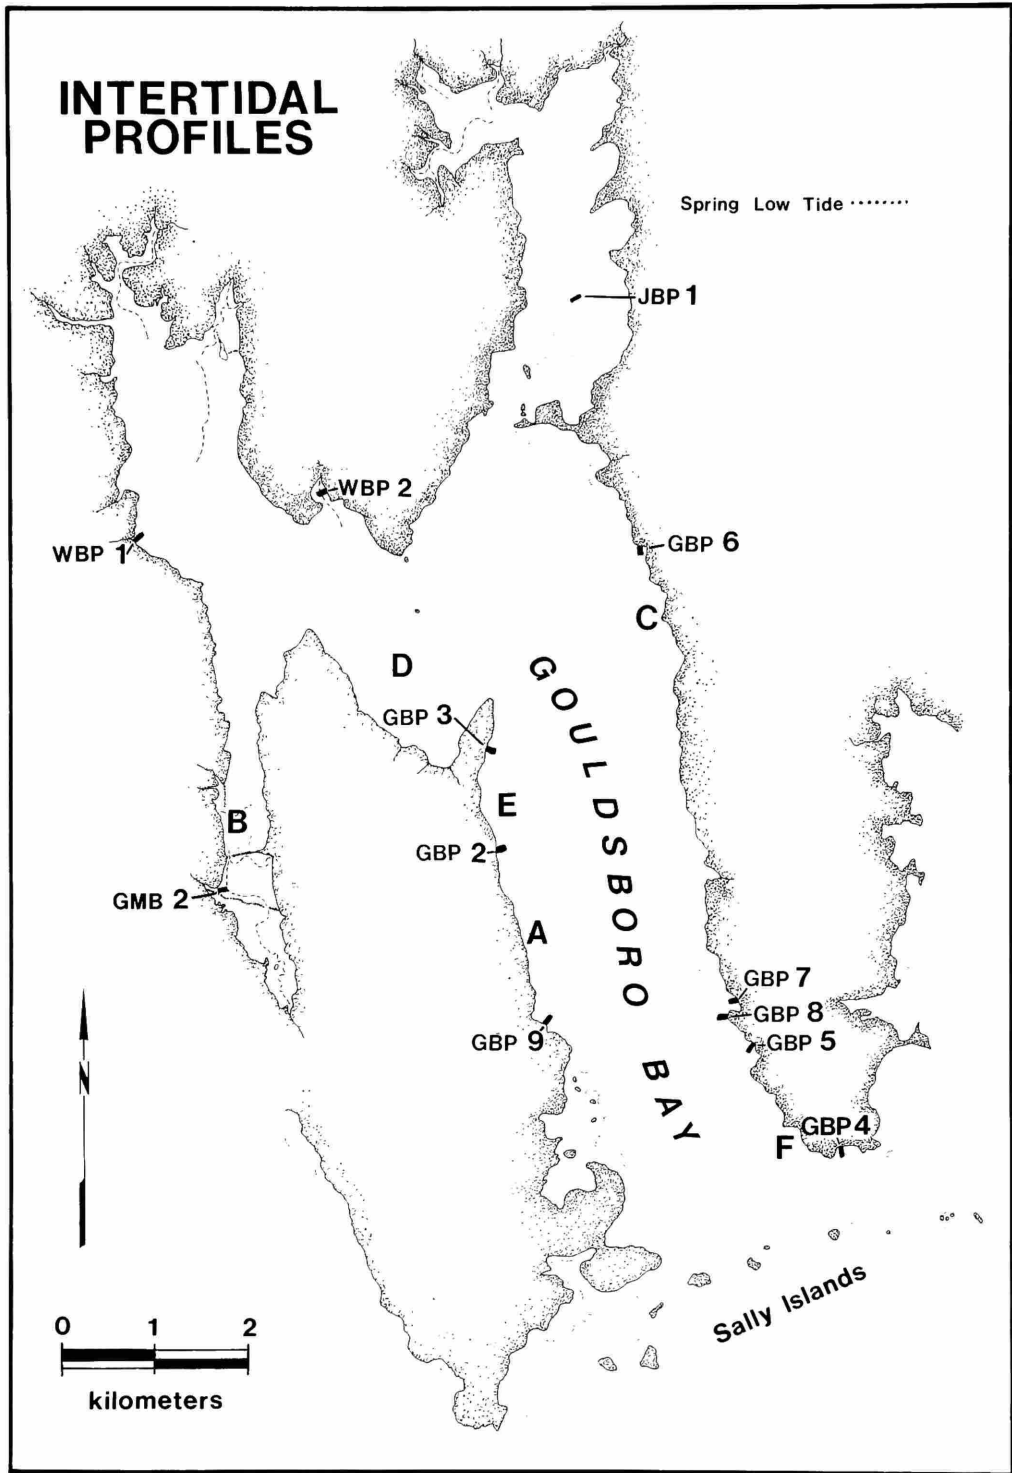 INTERTIDAL
PROFILES
Spring Low Tide
JBP 1
WBP 2
WBP 1
GBP 6
C
D
GBP 3
GOULDSBORO BAY
E
B
GBP 2
GMB 2
A
GBP 7
GBP 8
GBP 9
GBP 5
N
GBP 4
F
Sally Islands
0 1 2
kilometers